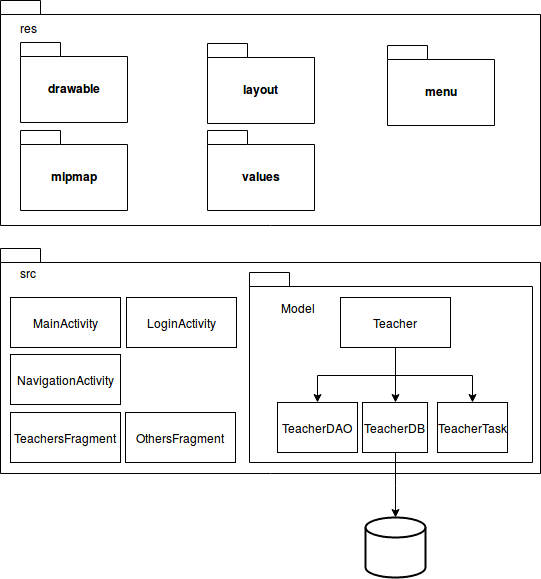 res
drawable
layout
menu
mipmap
values
src
Model
MainActivity
LoginActivity
Teacher
NavigationActivity
TeachersFragment
OthersFragment
TeacherDAO
TeacherDB
TeacherTask